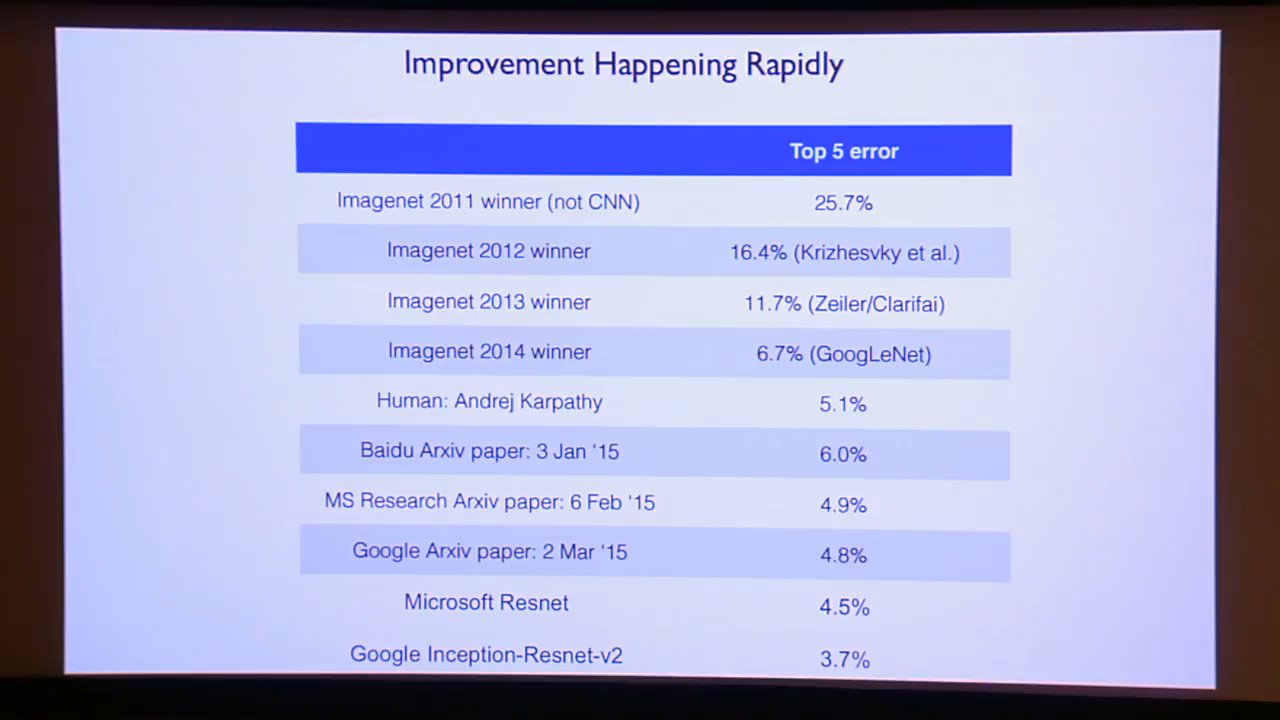 Improvement Happening Rapidly
Top 5 error
Imagenet 2011 winner (not CNN) 25.7%
Imagenet 2012 winner 16.4% (Krizhesvky et al.)
Imagenet 2013 winner 11.7% (Zeiler/Clarifai)
Imagenet 2014 winner 6.7% (GoogLeNet)
Human: Andrej Karpathy 5.1%
Baidu Arxiv paper: 3 Jan ‘15 6.0%
MS Research Arxiv paper: 6 Feb ‘15 4.9%
Google Arxiv paper: 2 Mar ‘15 4.8%
Microsoft Resnet 4.5%
Google Inception-Resnet-v2 3.7%